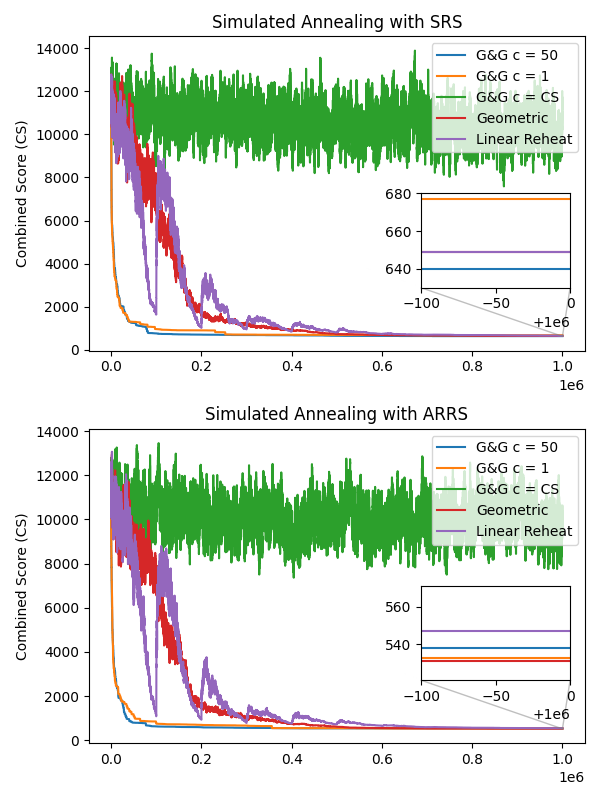 Simulated Annealing with SRS
14000
12000
10000
8000
6000
4000
2000
0
Combined Score (CS)
G&G c = 50
G&G c = 1
G&G c = CS
Geometric
Linear Reheat
680
660
640
−100 −50 0
+1e6
0.0 0.2 0.4 0.6 0.8 1.0
1e6
Simulated Annealing with ARRS
14000
12000
10000
8000
6000
4000
2000
0
Combined Score (CS)
G&G c = 50
G&G c = 1
G&G c = CS
Geometric
Linear Reheat
560
540
−100 −50 0
+1e6
0.0 0.2 0.4 0.6 0.8 1.0
1e6